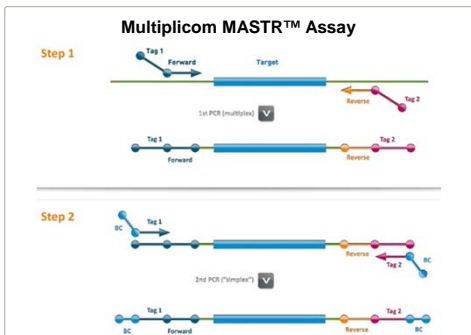 Multiplicom MASTR™ Assay
Step 1
Tag 1
Forward
Target
Reverse
Tag 2
1st PCR (multiplex)
Tag 1
Tag 2
Forward
Reverse
Step 2
BC
Tag 1
Reverse
Tag 2
BC
2nd PCR ("simplex")
Tag 1
Tag 2
BC
Forward
Reverse
BC